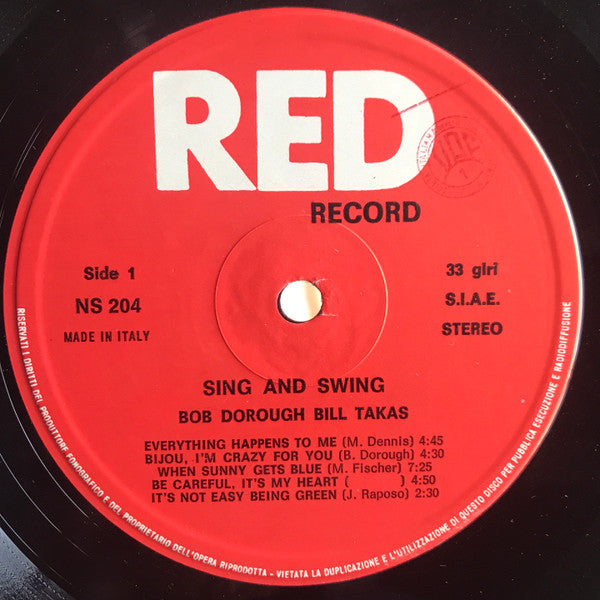 RED
RECORD
Side 1
NS 204
MADE IN ITALY
33 giri
S.I.A.E.
STEREO
SING AND SWING
BOB DOROUGH BILL TAKAS
EVERYTHING HAPPENS TO ME (M. Dennis) 4:45
BIJOU, I'M CRAZY FOR YOU (B. Dorough) 4:30
WHEN SUNNY GETS BLUE (M. Fischer) 7:25
BE CAREFUL, IT'S MY HEART ( ) 4:50
IT'S NOT EASY BEING GREEN (J. Raposo) 2:30
RISERVATI I DIRITTI DEL PRODUTTORE FONOGRAFICO E DEL PROPRIETARIO DELL'OPERA RIPRODOTTA - VIETATA LA DUPLICAZIONE E L'UTILIZZAZIONE DI QUESTO DISCO PER PUBBLICA ESECUZIONE E RADIODIFFUSIONE